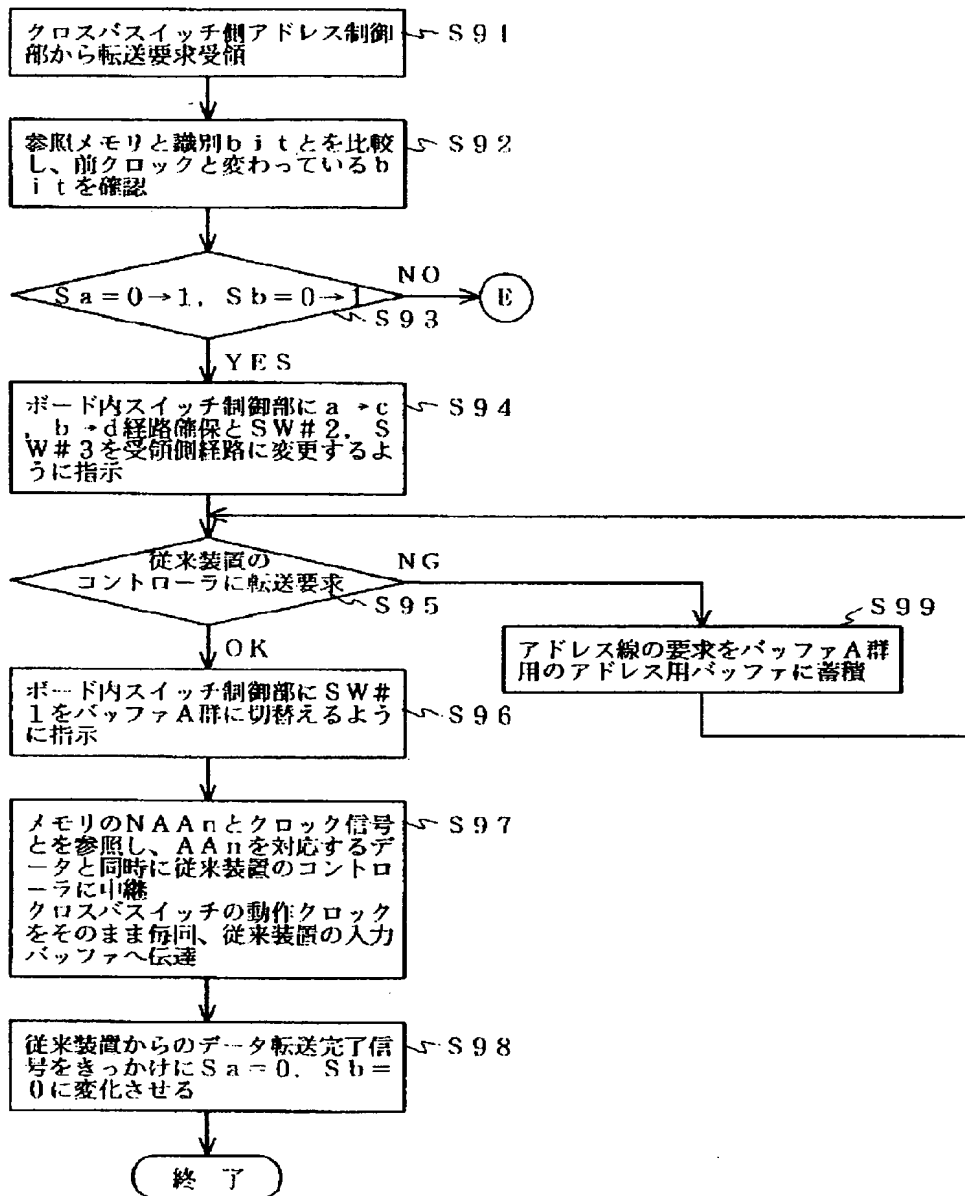 クロスバスイッチ側アドレス制御
部から転送要求受領
S91
参照メモリと識別bitとを比較
し、前クロックと変わっているb
itを確認
S92
Sa=0→1, Sb=0→1
S93
NO
E
YES
ボード内スイッチ制御部にa→c
, b→d経路確保とSW#2, S
W#3を受領側経路に変更するよ
うに指示
S94
従来装置の
コントローラに転送要求
S95
NG
OK
S99
アドレス線の要求をバッファA群
用のアドレス用バッファに蓄積
ボード内スイッチ制御部にSW#
1をバッファA群に切替えるよう
に指示
S96
メモリのNAAnとクロック信号
とを参照し、AAnを対応するデ
ータと同時に従来装置のコントロ
ーラに中継
クロスバスイッチの動作クロック
をそのまま毎回、従来装置の入力
バッファへ伝達
S97
従来装置からのデータ転送完了信
号をきっかけにSa=0, Sb=
0に変化させる
S98
終 了